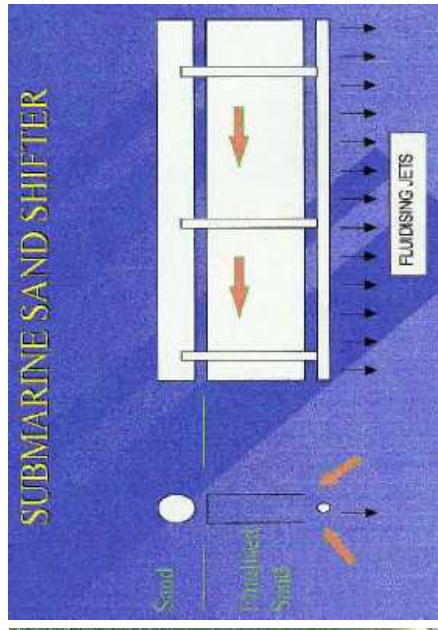 SUBMARINE SAND SHIFTER
Sand
Fluidised
Sand
FLUIDISING JETS